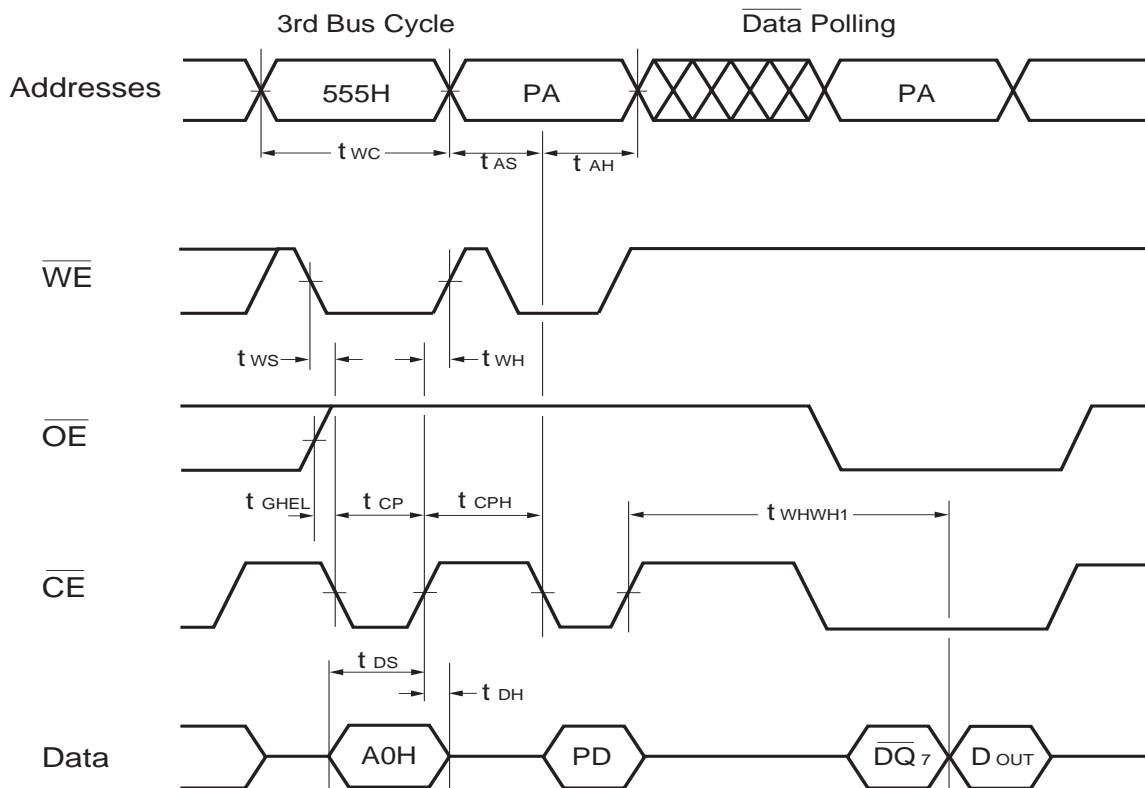 3rd Bus Cycle Data Polling
Addresses 555H PA PA
t WC t AS t AH
WE
t WS t WH
OE
t GHEL t CP t CPH t WHWH1
CE
t DS
t DH
Data A0H PD DQ 7 D OUT